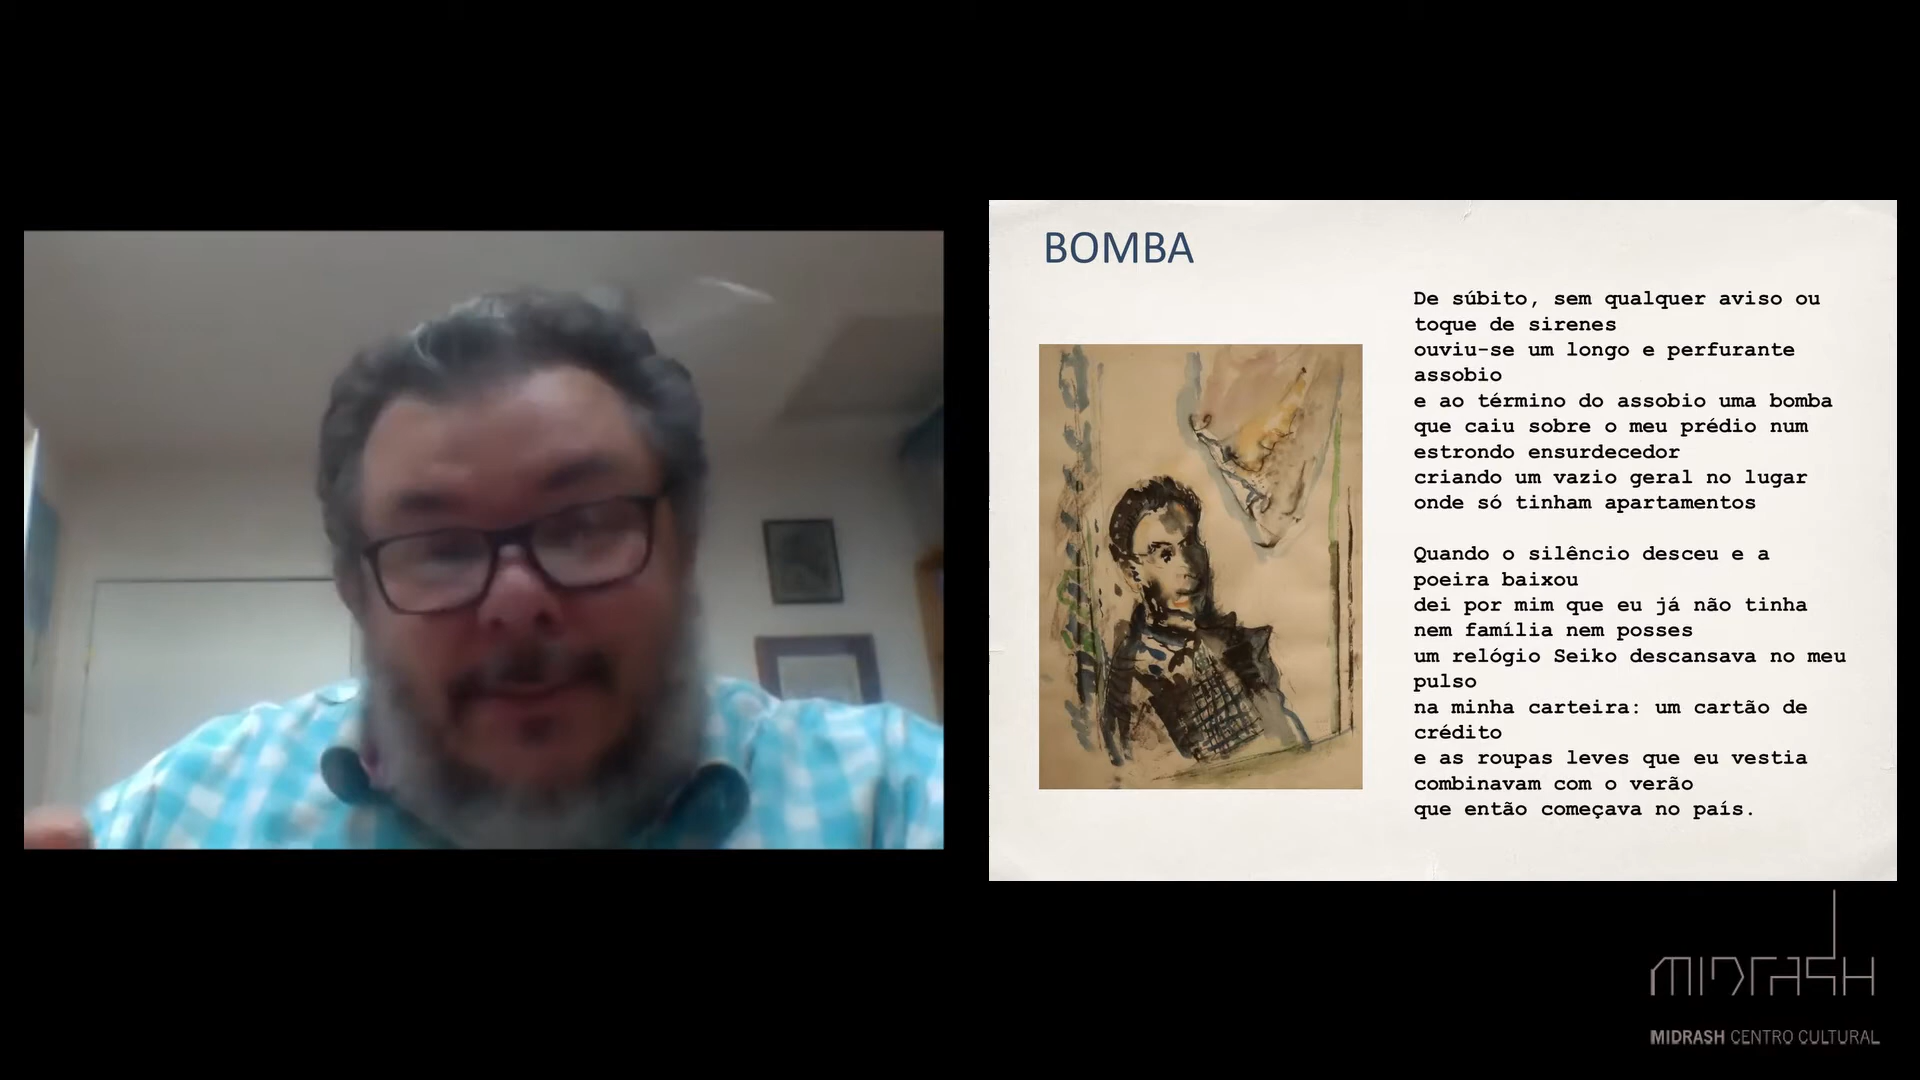 BOMBA
De súbito, sem qualquer aviso ou
toque de sirenes
ouviu-se um longo e perfurante
assobio
e ao término do assobio uma bomba
que caiu sobre o meu prédio num
estrondo ensurdecedor
criando um vazio geral no lugar
onde só tinham apartamentos
Quando o silêncio desceu e a
poeira baixou
dei por mim que eu já não tinha
nem família nem posses
um relógio Seiko descansava no meu
pulso
na minha carteira: um cartão de
crédito
e as roupas leves que eu vestia
combinavam com o verão
que então começava no país.
MIDRASH
MIDRASH CENTRO CULTURAL